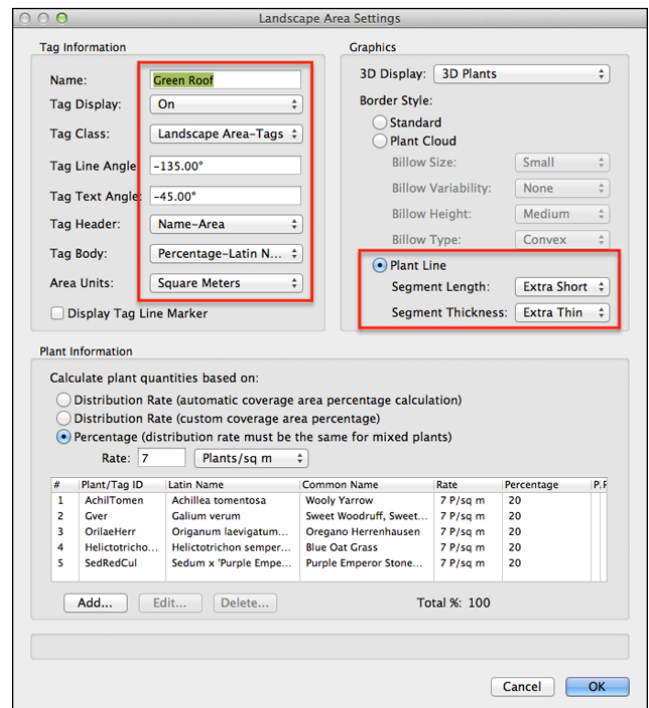 Landscape Area Settings
Tag Information
Name: Green Roof
Tag Display: On
Tag Class: Landscape Area-Tags
Tag Line Angle -135.00°
Tag Text Angle: -45.00°
Tag Header: Name-Area
Tag Body: Percentage-Latin N...
Area Units: Square Meters
Display Tag Line Marker
Graphics
3D Display: 3D Plants
Border Style:
Standard
Plant Cloud
Billow Size: Small
Billow Variability: None
Billow Height: Medium
Billow Type: Convex
Plant Line
Segment Length: Extra Short
Segment Thickness: Extra Thin
Plant Information
Calculate plant quantities based on:
Distribution Rate (automatic coverage area percentage calculation)
Distribution Rate (custom coverage area percentage)
Percentage (distribution rate must be the same for mixed plants)
Rate: 7 Plants/sq m
# Plant/Tag ID Latin Name Common Name Rate Percentage P.F
1 AchilTomen Achillea tomentosa Wooly Yarrow 7 P/sq m 20
2 Gver Galium verum Sweet Woodruff, Sweet... 7 P/sq m 20
3 OrilaeHerr Origanum laevigatum... Oregano Herrenhausen 7 P/sq m 20
4 Helictotricho... Helictotrichon semper... Blue Oat Grass 7 P/sq m 20
5 SedRedCul Sedum x 'Purple Empe... Purple Emperor Stone... 7 P/sq m 20
Add... Edit... Delete... Total %: 100
Cancel OK